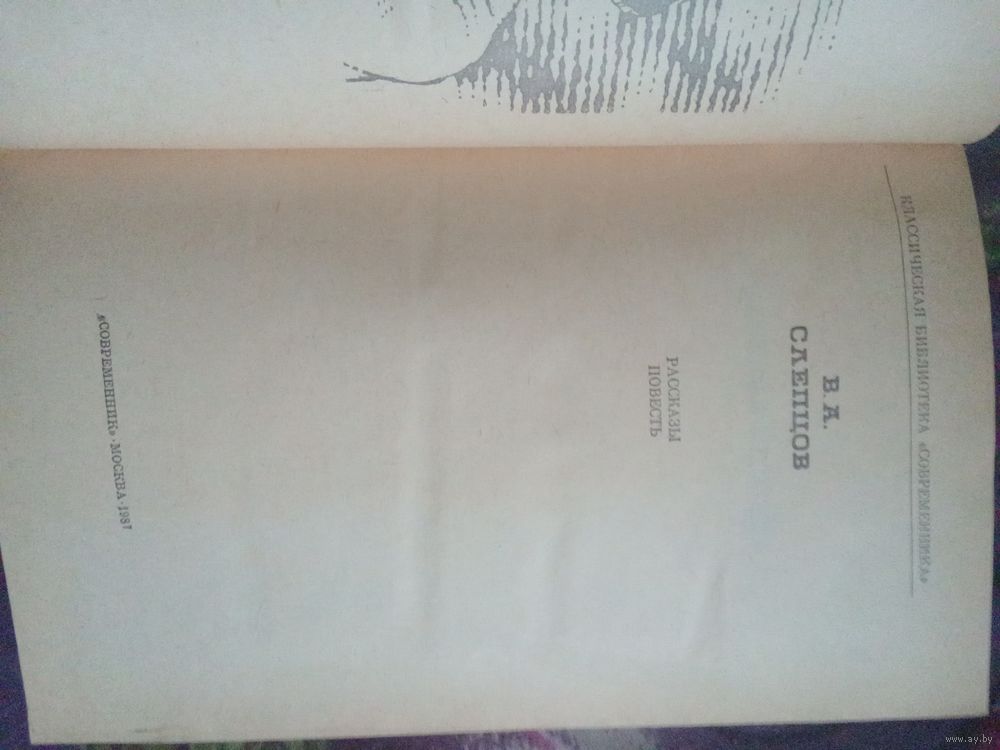 КЛАССИЧЕСКАЯ БИБЛИОТЕКА «СОВРЕМЕННИКА»
В. А.
СЛЕПЦОВ
РАССКАЗЫ
ПОВЕСТЬ
«СОВРЕМЕННИК»·МОСКВА·1987
www.ay.by